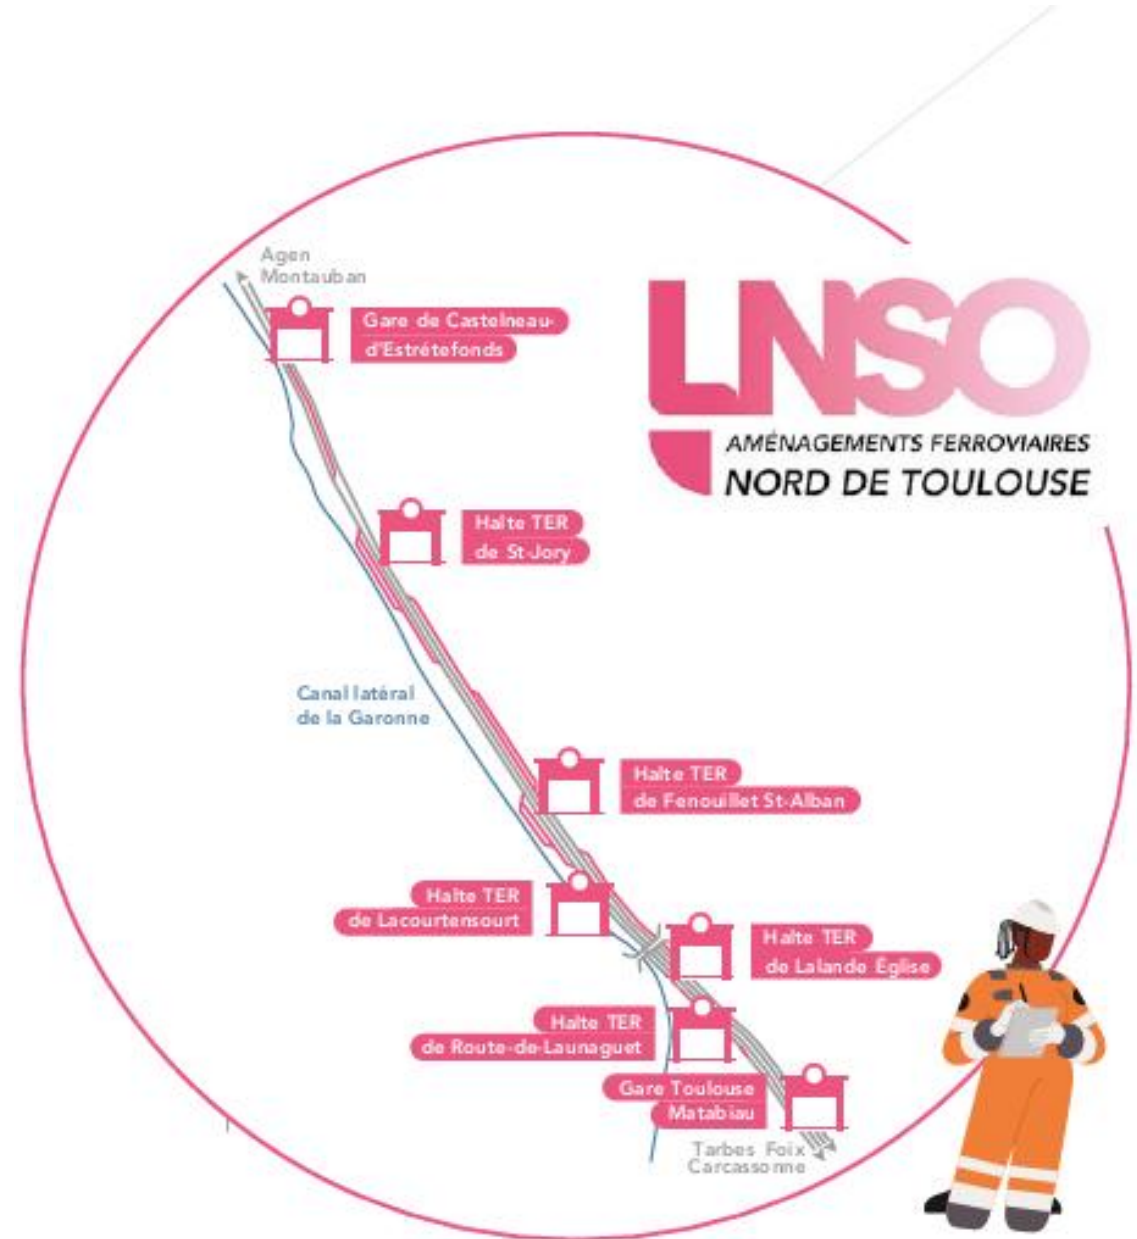 Agen
Montauban
Gare de Castelneau-
d'Estrétefonds
LNSO
AMÉNAGEMENTS FERROVIAIRES
NORD DE TOULOUSE
Halte TER
de St-Jory
Canal latéral
de la Garonne
Halte TER
de Fenouillet St-Alban
Halte TER
de Lacourtensourt
Halte TER
de Lalande Église
Halte TER
de Route-de-Launaguet
Gare Toulouse
Matabiau
Tarbes Foix
Carcassonne